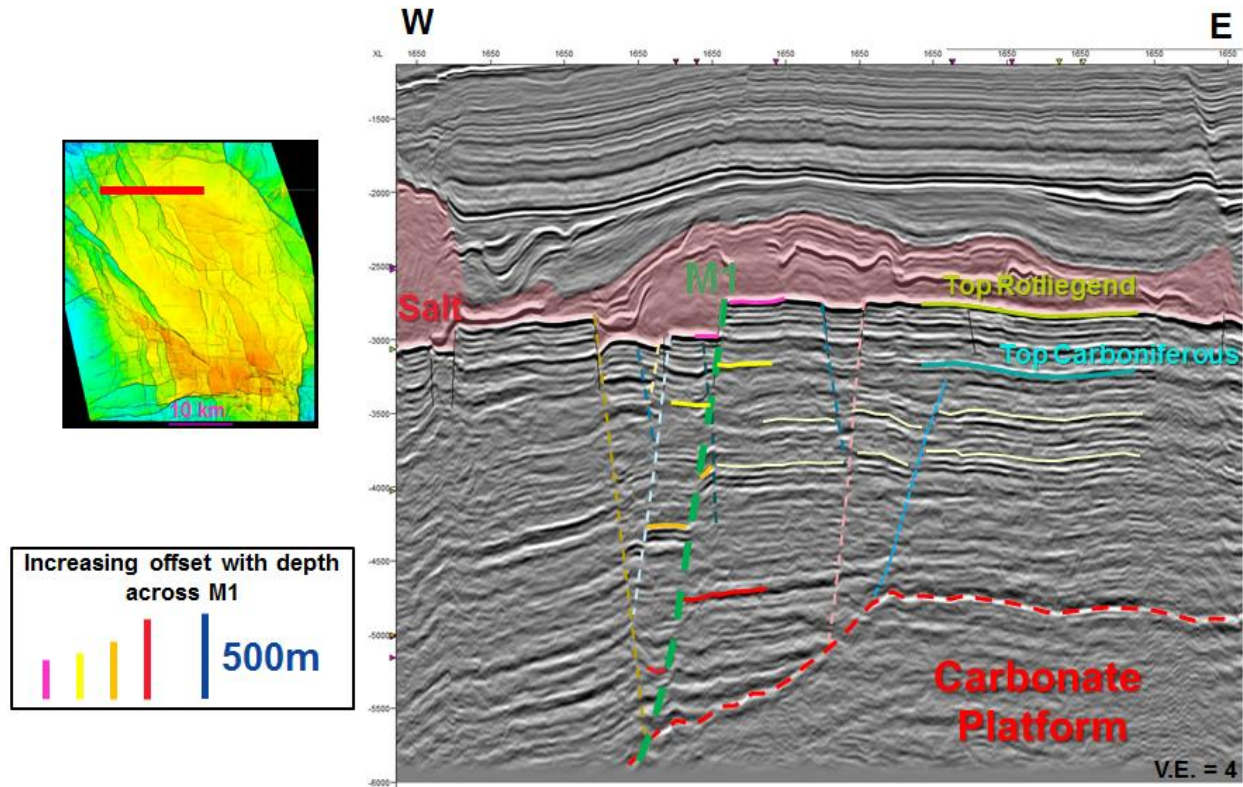 W
E
XL
1650 1650 1650 1650 1650 1650 1650 1650 1650 1650 1650 1650
-1500
-2000
-2500
-3000
-3500
-4000
-4500
-5000
-5500
-6000
M1
Salt
Top Rotliegend
Top Carboniferous
10 km
Increasing offset with depth
across M1
500m
Carbonate
Platform
V.E. = 4